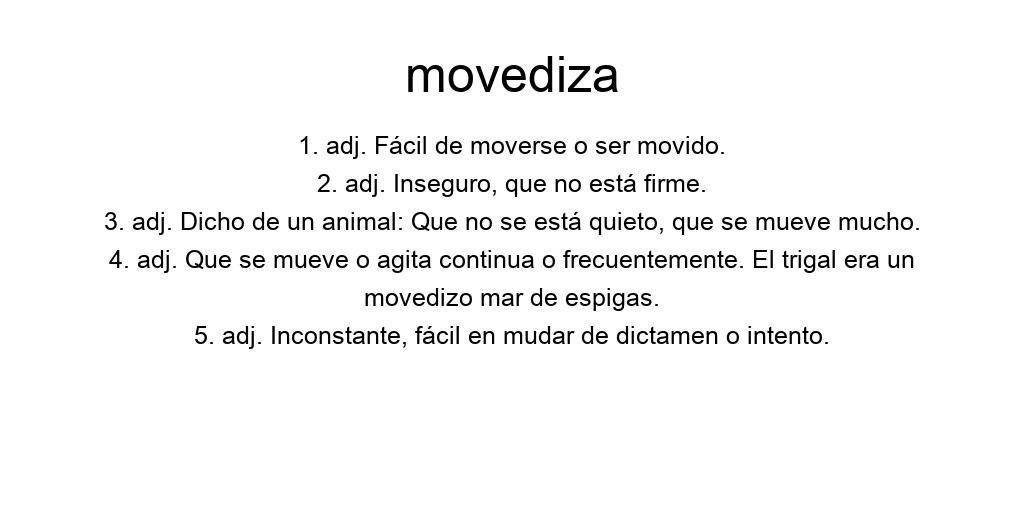 movediza
1. adj. Fácil de moverse o ser movido.
2. adj. Inseguro, que no está firme.
3. adj. Dicho de un animal: Que no se está quieto, que se mueve mucho.
4. adj. Que se mueve o agita continua o frecuentemente. El trigal era un
movedizo mar de espigas.
5. adj. Inconstante, fácil en mudar de dictamen o intento.